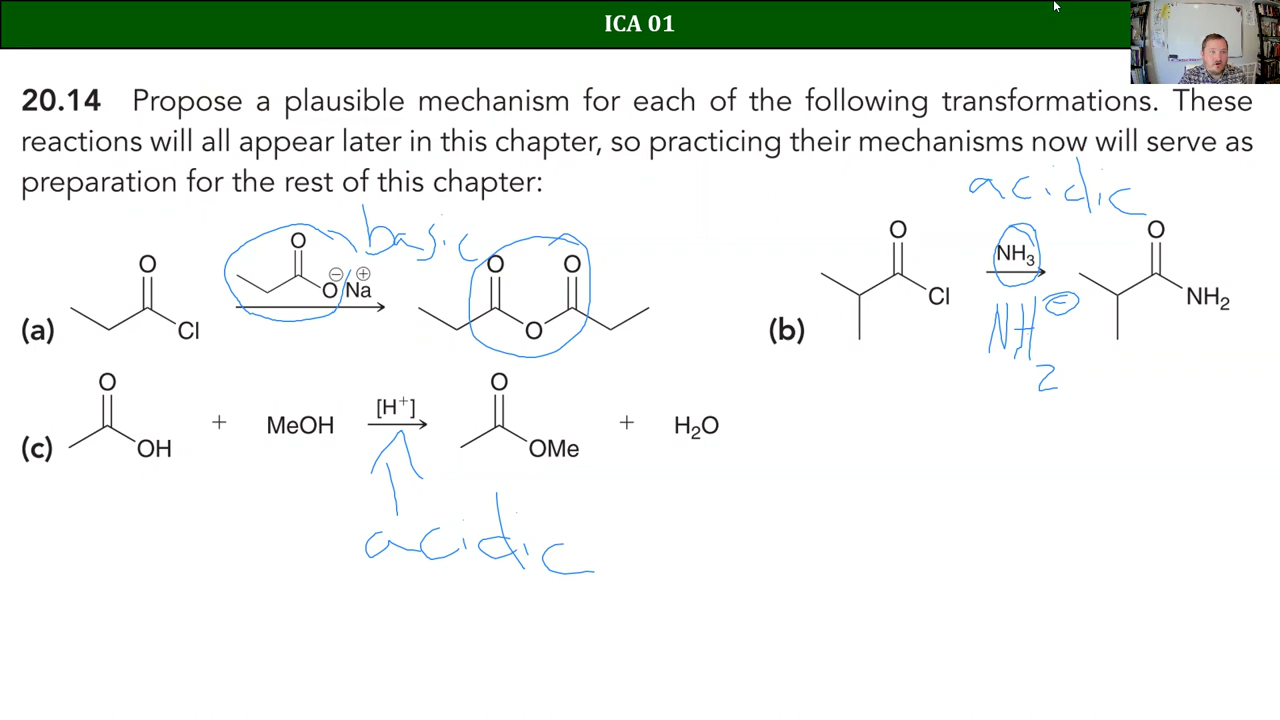 ICA 01
20.14 Propose a plausible mechanism for each of the following transformations. These
reactions will all appear later in this chapter, so practicing their mechanisms now will serve as
preparation for the rest of this chapter:
basic
acidic
O
O
O
O
O
O
Cl
O⊖ Na⊕
O
Cl
NH₃
NH₂
(a)
(b)
NH₂⊖
O
O
(c)
OH
+
MeOH
[H⁺]
OMe
+
H₂O
acidic